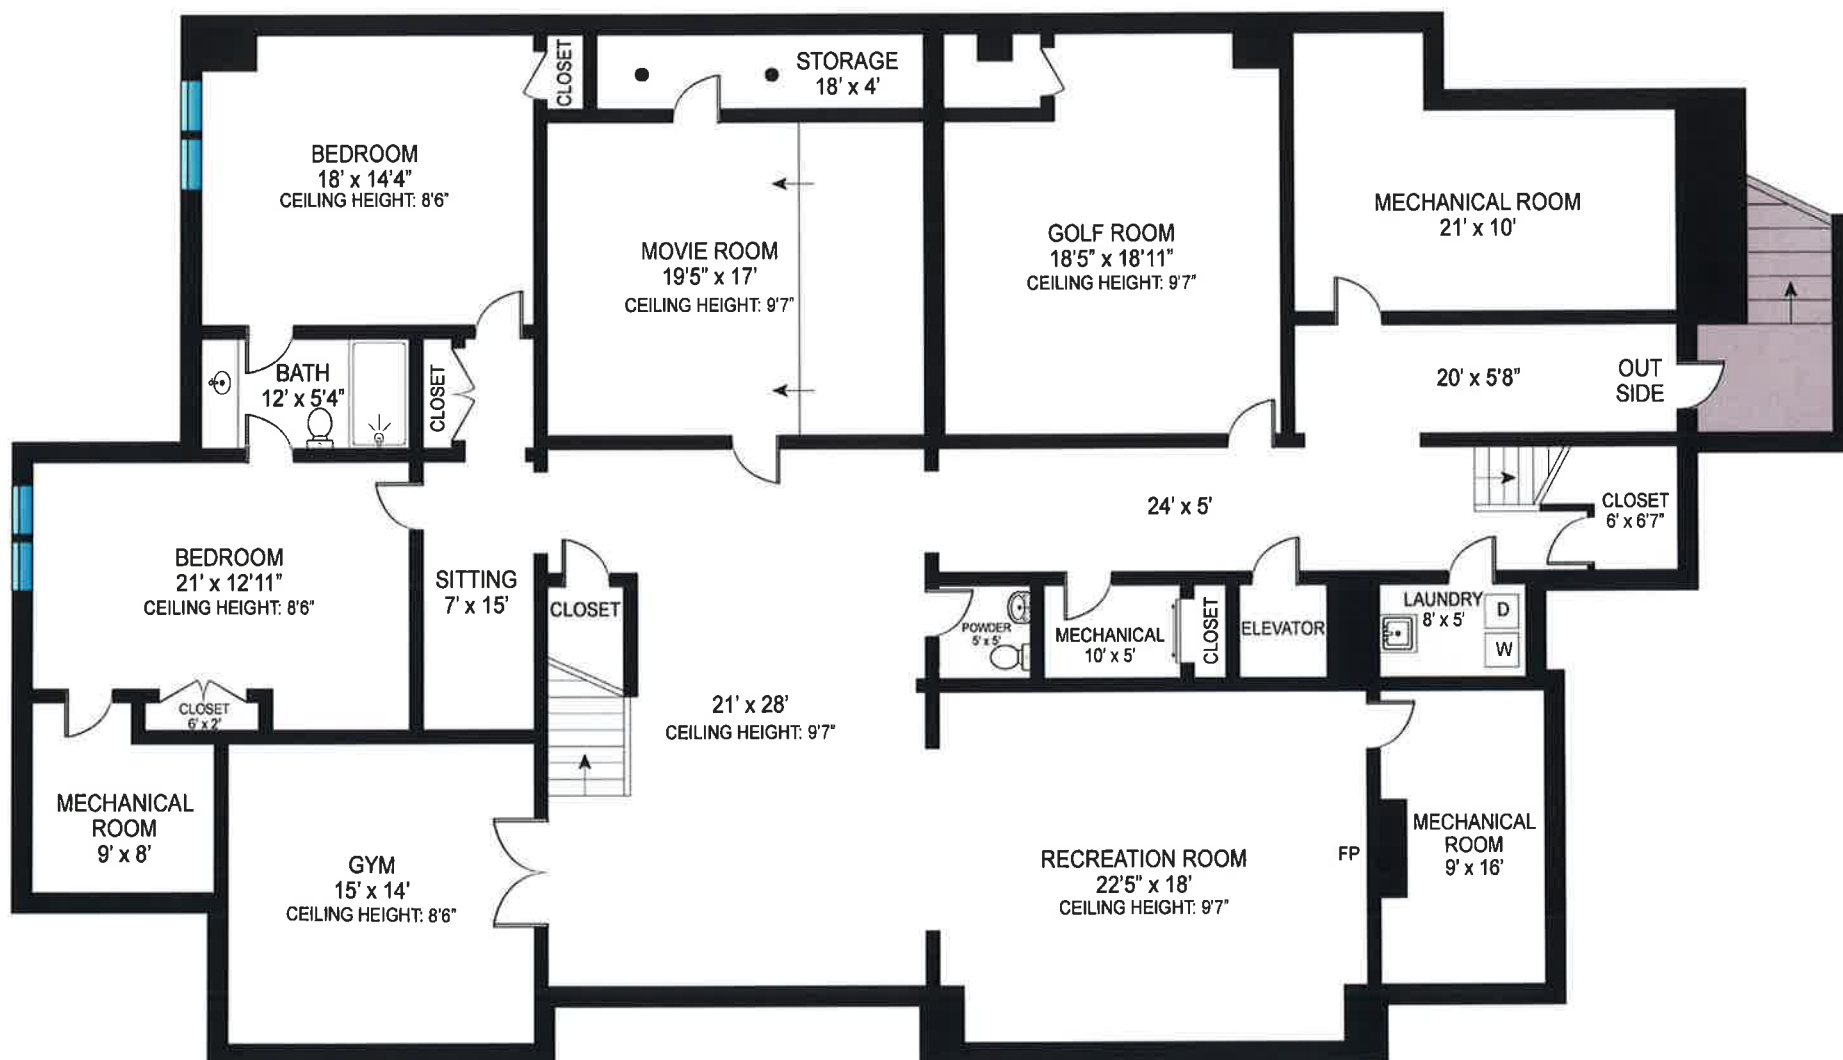 CLOSET
STORAGE
18' x 4'
BEDROOM
18' x 14'4"
CEILING HEIGHT: 8'6"
MOVIE ROOM
19'5" x 17'
CEILING HEIGHT: 9'7"
GOLF ROOM
18'5" x 18'11"
CEILING HEIGHT: 9'7"
MECHANICAL ROOM
21' x 10'
BATH
12' x 5'4"
CLOSET
20' x 5'8"
OUT
SIDE
24' x 5'
CLOSET
6' x 6'7"
BEDROOM
21' x 12'11"
CEILING HEIGHT: 8'6"
SITTING
7' x 15'
CLOSET
POWDER
5' x 5'
MECHANICAL
10' x 5'
CLOSET
ELEVATOR
LAUNDRY
8' x 5'
D
W
CLOSET
6' x 2'
21' x 28'
CEILING HEIGHT: 9'7"
MECHANICAL
ROOM
9' x 8'
GYM
15' x 14'
CEILING HEIGHT: 8'6"
RECREATION ROOM
22'5" x 18'
CEILING HEIGHT: 9'7"
FP
MECHANICAL
ROOM
9' x 16'